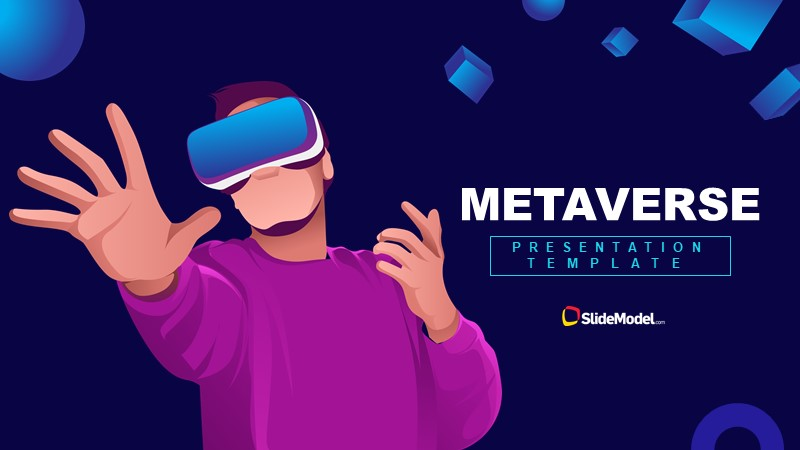 METAVERSE
PRESENTATION
TEMPLATE
SlideModel.com